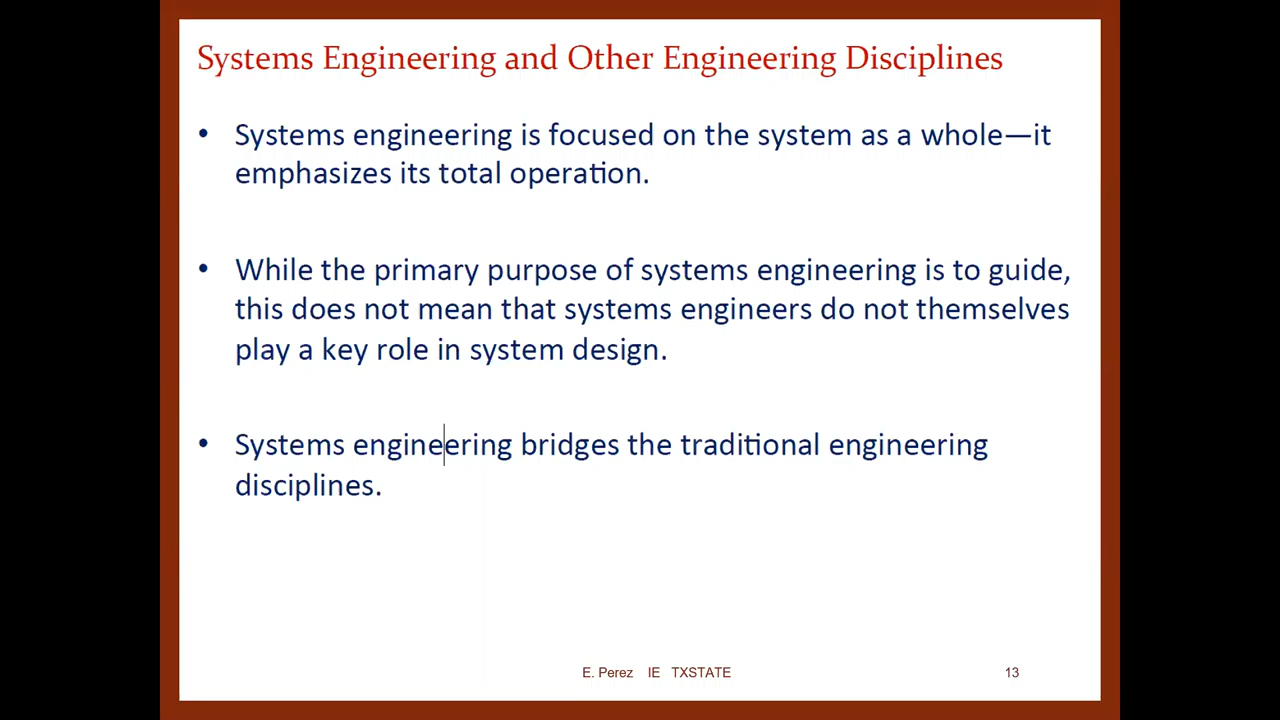 Systems Engineering and Other Engineering Disciplines
• Systems engineering is focused on the system as a whole—it
emphasizes its total operation.
• While the primary purpose of systems engineering is to guide,
this does not mean that systems engineers do not themselves
play a key role in system design.
• Systems engineering bridges the traditional engineering
disciplines.
E. Perez IE TXSTATE 13